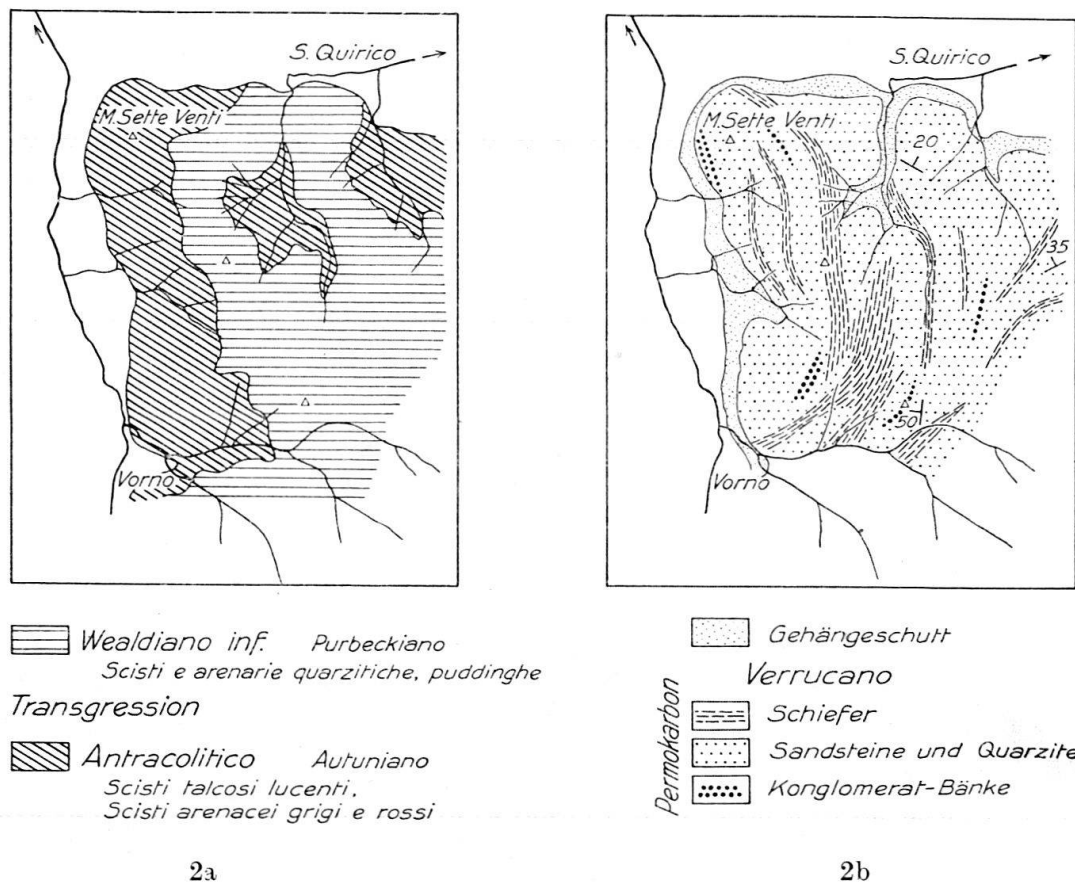 S. Quirico
M. Sette Venti
Vorno
Wealdiano inf. Purbeckiano
Scisti e arenarie quarzitiche, puddinghe
Transgression
Antracolitico Autuniano
Scisti talcosi lucenti,
Scisti arenacei grigi e rossi
2a
S. Quirico
M. Sette Venti
20
35
50
Vorno
Gehängeschutt
Verrucano
Permokarbon
Schiefer
Sandsteine und Quarzite
Konglomerat-Bänke
2b